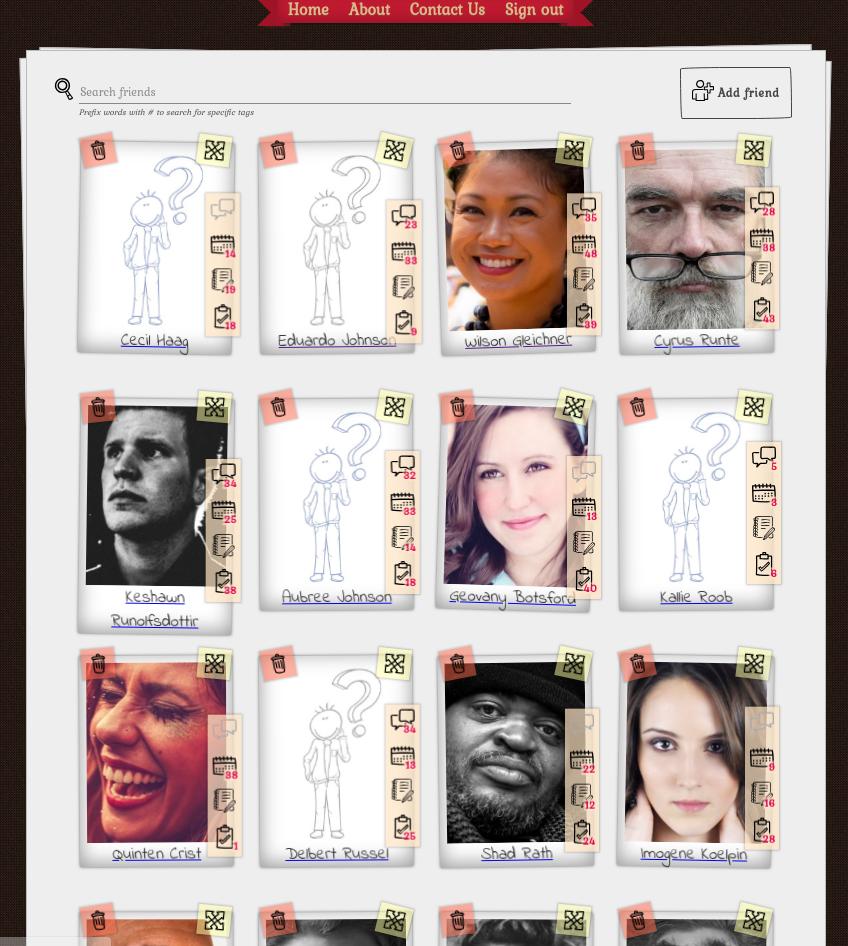 Home About Contact Us Sign out
Search friends
Add friend
Prefix words with # to search for specific tags
14
19
18
Cecil Haag
23
33
9
Eduardo Johnson
35
48
39
Wilson Gleichner
28
38
43
Cyrus Runte
34
25
38
Keshawn
Runolfsdottir
32
33
14
18
Aubree Johnson
13
40
Geovany Botsford
5
3
6
Kallie Roob
38
1
Quinten Crist
34
13
25
Delbert Russel
22
12
24
Shad Rath
9
16
28
Imogene Koelpin